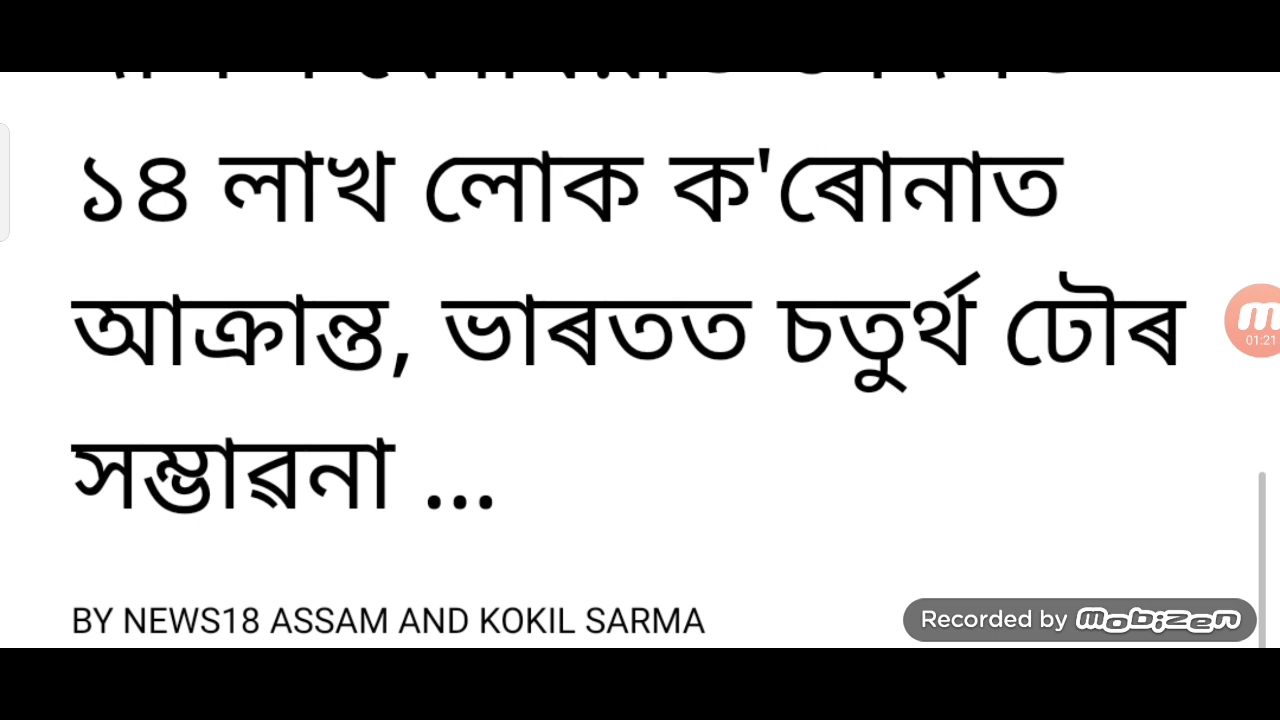 ১৪ লাখ লোক ক'ৰোনাত
আক্ৰান্ত, ভাৰতত চতুৰ্থ ঢৌৰ
সম্ভাৱনা ...
01:21
BY NEWS18 ASSAM AND KOKIL SARMA
Recorded by mobizen